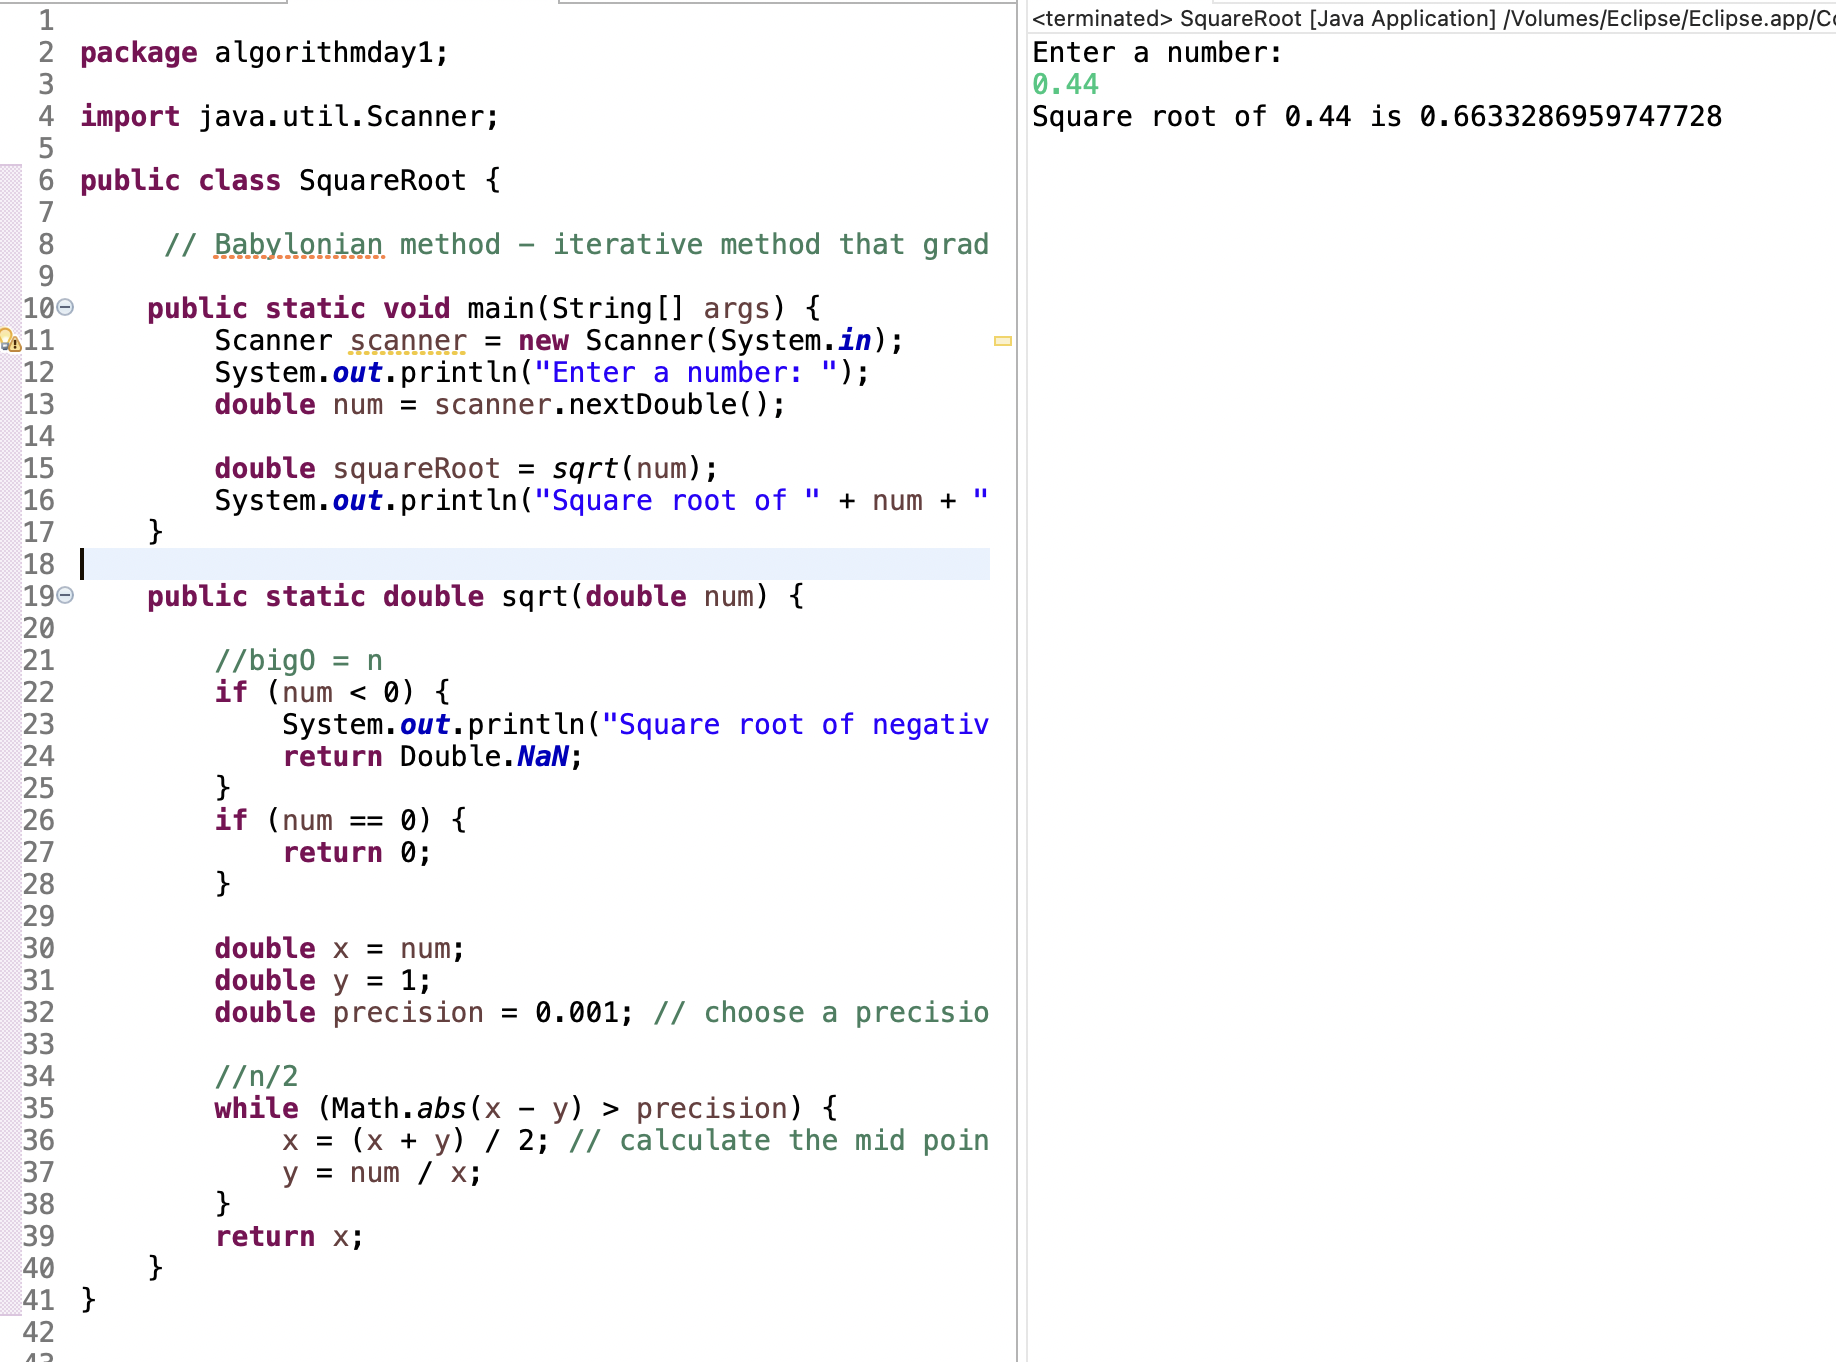 1
2 package algorithmday1;
3
4 import java.util.Scanner;
5
6 public class SquareRoot {
7
8 // Babylonian method - iterative method that grad
9
10 public static void main(String[] args) {
11 Scanner scanner = new Scanner(System.in);
12 System.out.println("Enter a number: ");
13 double num = scanner.nextDouble();
14
15 double squareRoot = sqrt(num);
16 System.out.println("Square root of " + num + "
17 }
18
19 public static double sqrt(double num) {
20
21 //bigO = n
22 if (num < 0) {
23 System.out.println("Square root of negativ
24 return Double.NaN;
25 }
26 if (num == 0) {
27 return 0;
28 }
29
30 double x = num;
31 double y = 1;
32 double precision = 0.001; // choose a precisio
33
34 //n/2
35 while (Math.abs(x - y) > precision) {
36 x = (x + y) / 2; // calculate the mid poin
37 y = num / x;
38 }
39 return x;
40 }
41 }
42
<terminated> SquareRoot [Java Application] /Volumes/Eclipse/Eclipse.app/Co
Enter a number:
0.44
Square root of 0.44 is 0.6633286959747728